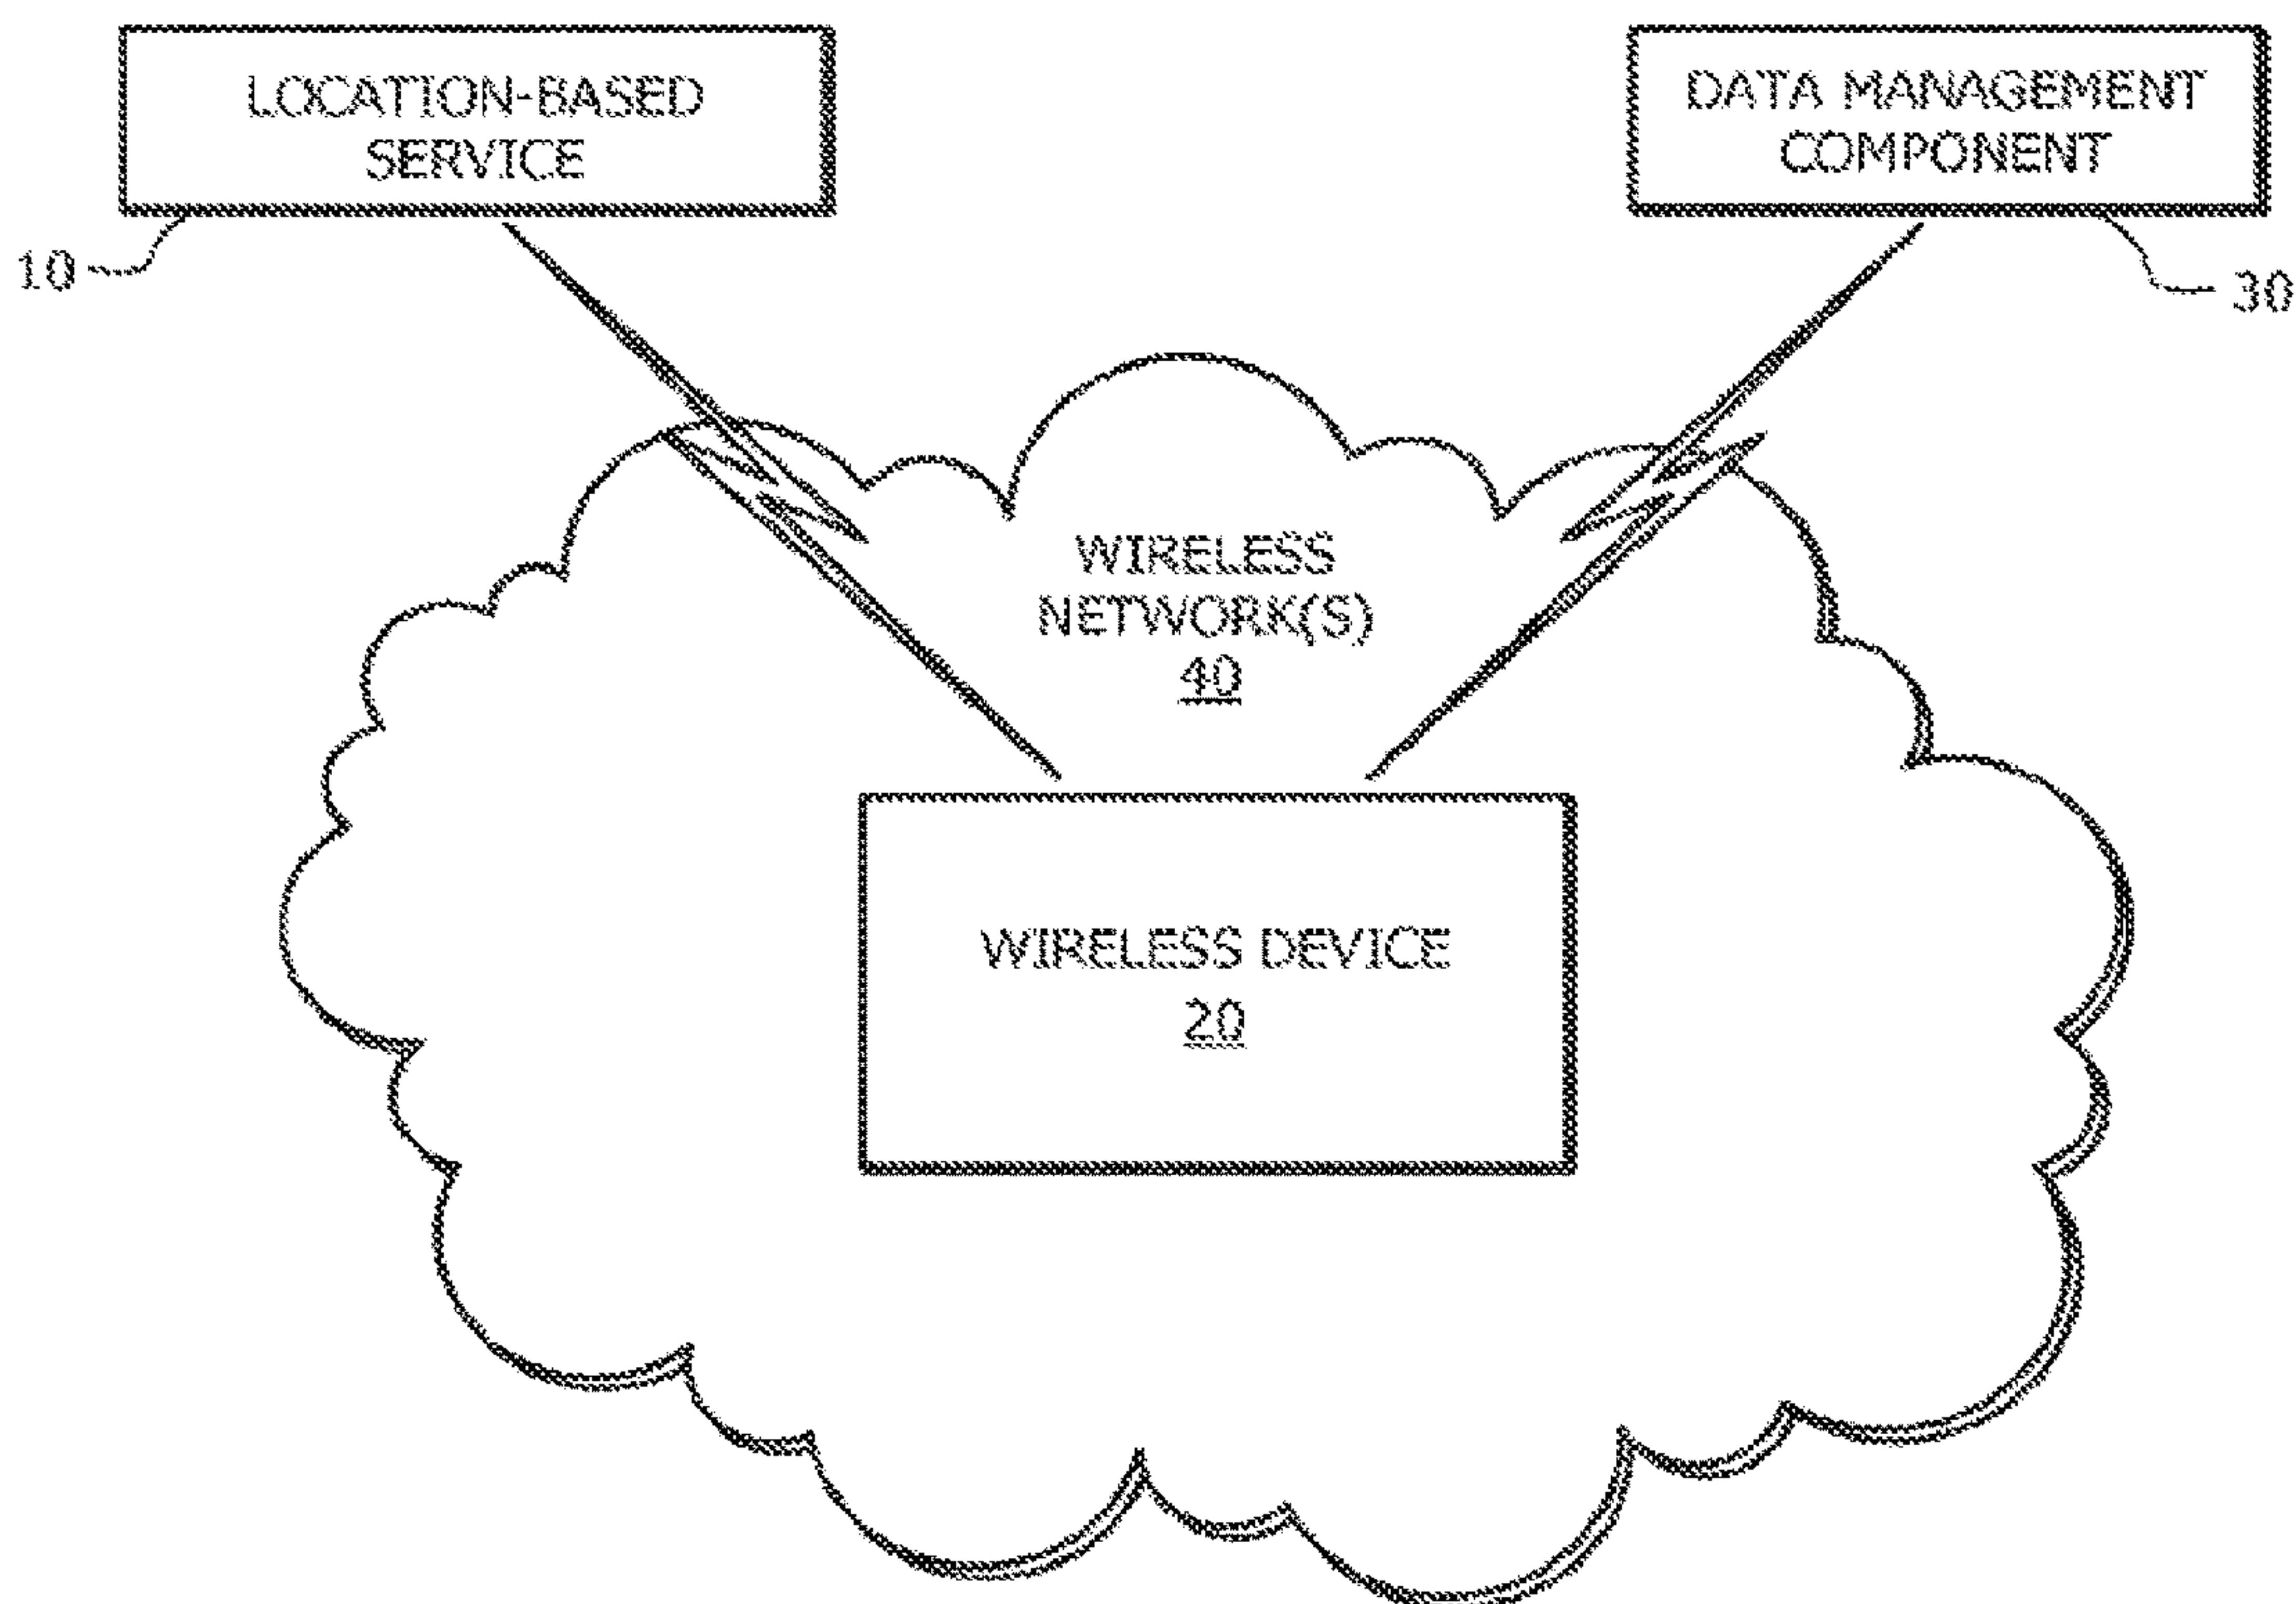 LOCATION-BASED
SERVICE
DATA MANAGEMENT
COMPONENT
10
30
WIRELESS
NETWORK(S)
40
WIRELESS DEVICE
20